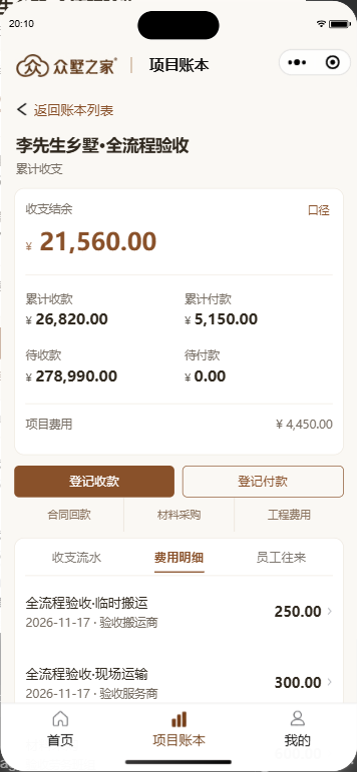 20:10
众墅之家 | 项目账本
返回账本列表
李先生乡墅·全流程验收
累计收支
收支结余 口径
¥ 21,560.00
累计收款 累计付款
¥ 26,820.00 ¥ 5,150.00
待收款 待付款
¥ 278,990.00 ¥ 0.00
项目费用 ¥ 4,450.00
登记收款 登记付款
合同回款 材料采购 工程费用
收支流水 费用明细 员工往来
全流程验收·临时搬运
250.00
2026-11-17 · 验收搬运商
全流程验收·现场运输
300.00
2026-11-17 · 验收服务商
首页 项目账本 我的